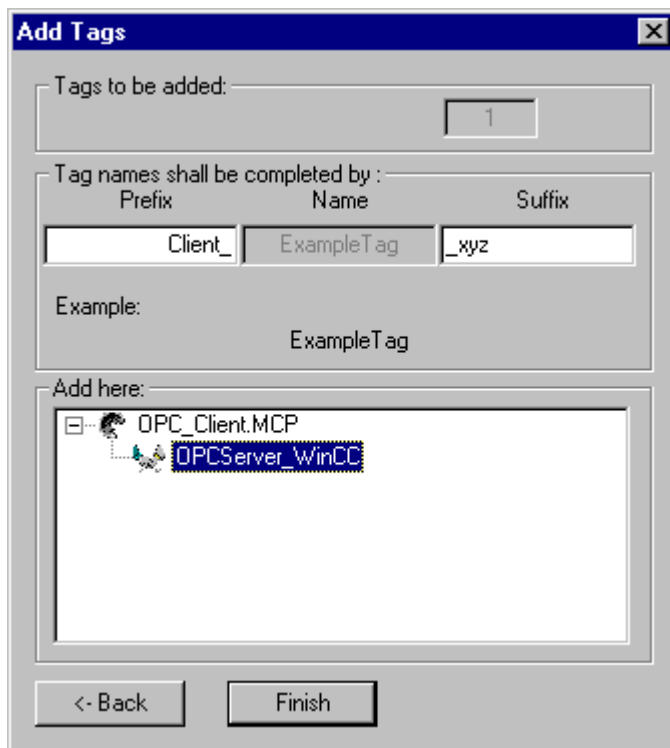 Add Tags
Tags to be added:
1
Tag names shall be completed by :
Prefix Name Suffix
Client_ ExampleTag _xyz
Example:
ExampleTag
Add here:
OPC_Client.MCP
OPCServer_WinCC
<- Back Finish